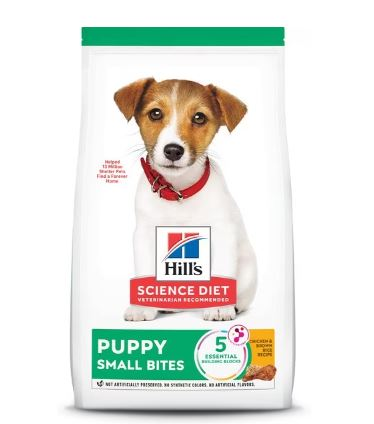 Helped
13 Million
Shelter Pets
Find a Forever
Home
Hill's
SCIENCE DIET
VETERINARIAN RECOMMENDED
PUPPY
SMALL BITES
5
ESSENTIAL
BUILDING BLOCKS
CHICKEN &
BROWN
RICE
RECIPE
NOT ARTIFICIALLY PRESERVED. NO SYNTHETIC COLORS. NO ARTIFICIAL FLAVORS.